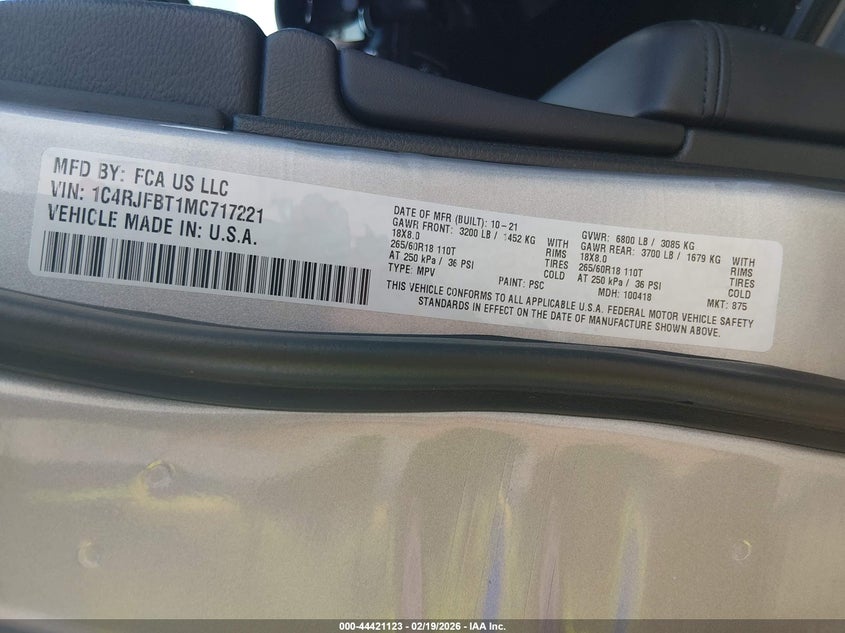 MFD BY: FCA US LLC
VIN: 1C4RJFBT1MC717221
VEHICLE MADE IN: U.S.A.
DATE OF MFR (BUILT): 10-21
GAWR FRONT: 3200 LB / 1452 KG WITH
18X8.0 RIMS
265/60R18 110T TIRES
AT 250 kPa / 36 PSI COLD
TYPE: MPV
PAINT: PSC
GVWR: 6800 LB / 3085 KG
GAWR REAR: 3700 LB / 1679 KG WITH
18X8.0 RIMS
265/60R18 110T TIRES
AT 250 kPa / 36 PSI COLD
MDH: 100418
MKT: 875
THIS VEHICLE CONFORMS TO ALL APPLICABLE U.S.A. FEDERAL MOTOR VEHICLE SAFETY
STANDARDS IN EFFECT ON THE DATE OF MANUFACTURE SHOWN ABOVE.
000-44421123 - 02/19/2026 - IAA Inc.